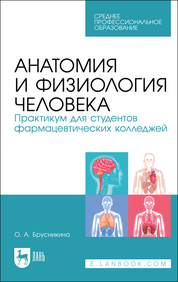 СРЕДНЕЕ
ПРОФЕССИОНАЛЬНОЕ
ОБРАЗОВАНИЕ
АНАТОМИЯ
И ФИЗИОЛОГИЯ
ЧЕЛОВЕКА
Практикум для студентов
фармацевтических колледжей
О. А. Брусникина
ЛАНЬ
E.LANBOOK.COM